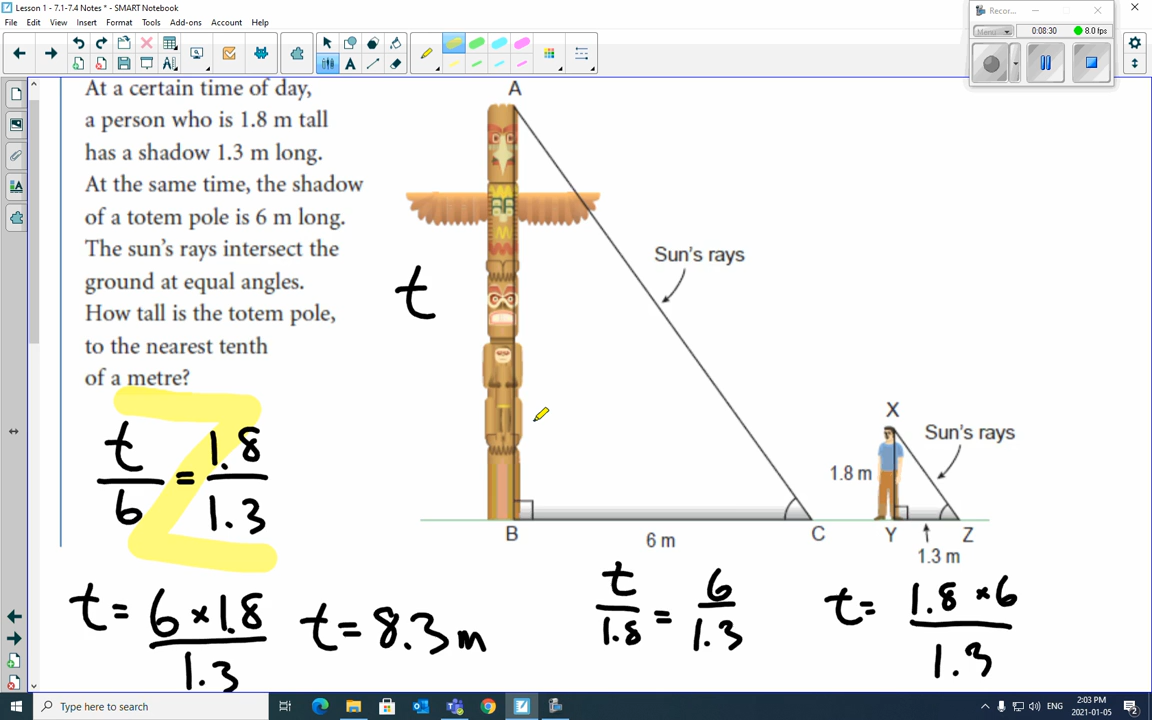 Lesson 1 - 7.1-7.4 Notes * - SMART Notebook
File Edit View Insert Format Tools Add-ons Account Help
Recor...
Menu
0:08:30 8.0 fps
At a certain time of day,
a person who is 1.8 m tall
has a shadow 1.3 m long.
At the same time, the shadow
of a totem pole is 6 m long.
The sun's rays intersect the
ground at equal angles.
How tall is the totem pole,
to the nearest tenth
of a metre?
A
Sun's rays
t
X
Sun's rays
1.8 m
B
6 m
C
Y
Z
1.3 m
t/6 = 1.8/1.3
t = 6 × 1.8/1.3
t = 8.3 m
t/1.8 = 6/1.3
t = 1.8 × 6/1.3
Type here to search
2:03 PM
2021-01-05
2